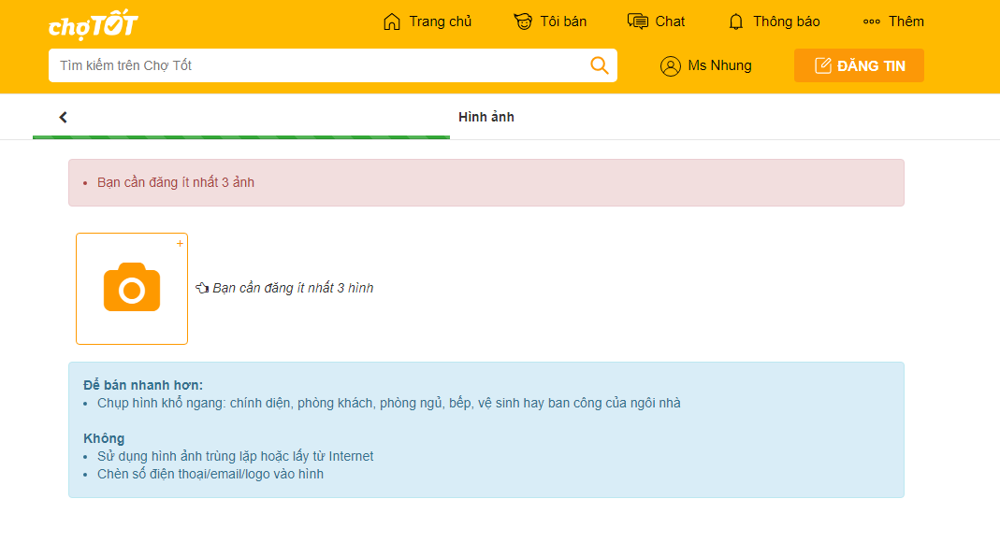 chợTỐT
Trang chủ
Tôi bán
Chat
Thông báo
Thêm
Tìm kiếm trên Chợ Tốt
Ms Nhung
ĐĂNG TIN
Hình ảnh
Bạn cần đăng ít nhất 3 ảnh
+
Bạn cần đăng ít nhất 3 hình
Để bán nhanh hơn:
Chụp hình khổ ngang: chính diện, phòng khách, phòng ngủ, bếp, vệ sinh hay ban công của ngôi nhà
Không
Sử dụng hình ảnh trùng lặp hoặc lấy từ Internet
Chèn số điện thoại/email/logo vào hình